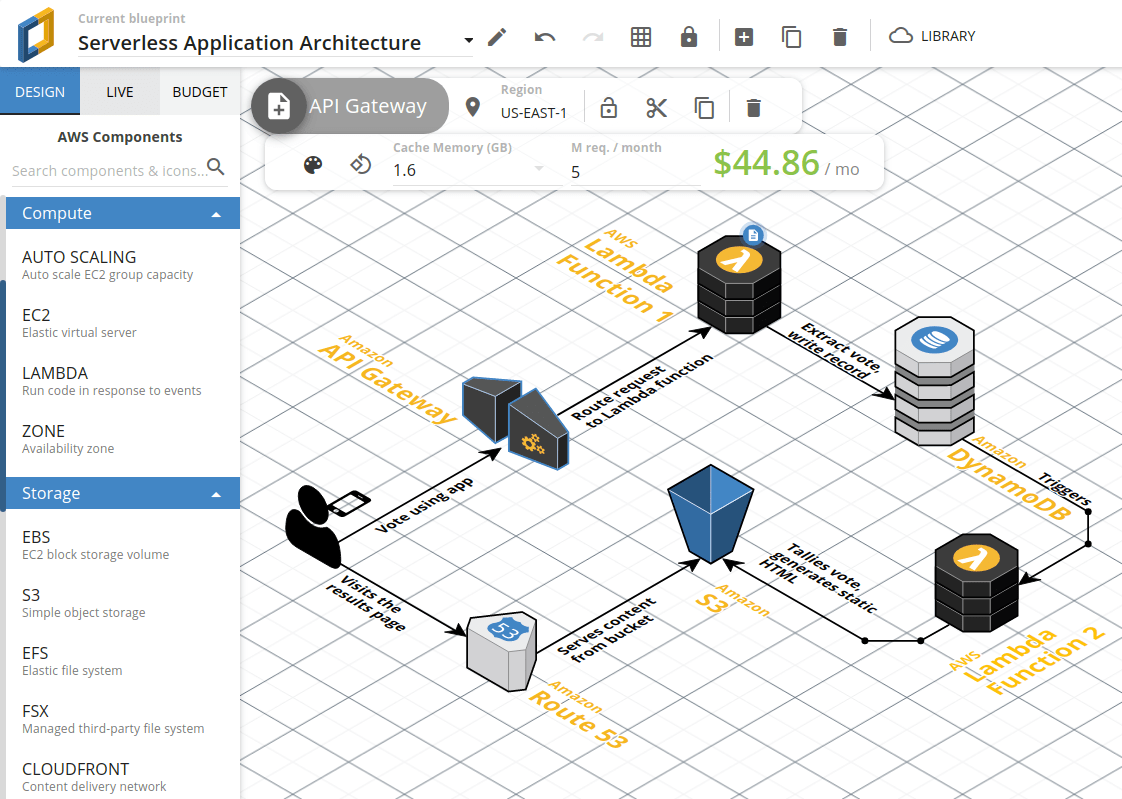 Current blueprint
Serverless Application Architecture
LIBRARY
DESIGN
LIVE
BUDGET
API Gateway
Region
US-EAST-1
Cache Memory (GB)
1.6
M req. / month
5
$44.86 / mo
AWS Components
Search components & icons...
Compute
AUTO SCALING
Auto scale EC2 group capacity
EC2
Elastic virtual server
LAMBDA
Run code in response to events
ZONE
Availability zone
Storage
EBS
EC2 block storage volume
S3
Simple object storage
EFS
Elastic file system
FSX
Managed third-party file system
CLOUDFRONT
Content delivery network
AWS
Lambda
Function 1
λ
Extract vote,
write record
Amazon
API Gateway
Route request
to Lambda function
Amazon
DynamoDB
Triggers
Vote using app
Tallies vote,
generates static
HTML
λ
Visits the
results page
Amazon
S3
53
Serves content
from bucket
AWS
Lambda
Function 2
Amazon
Route 53